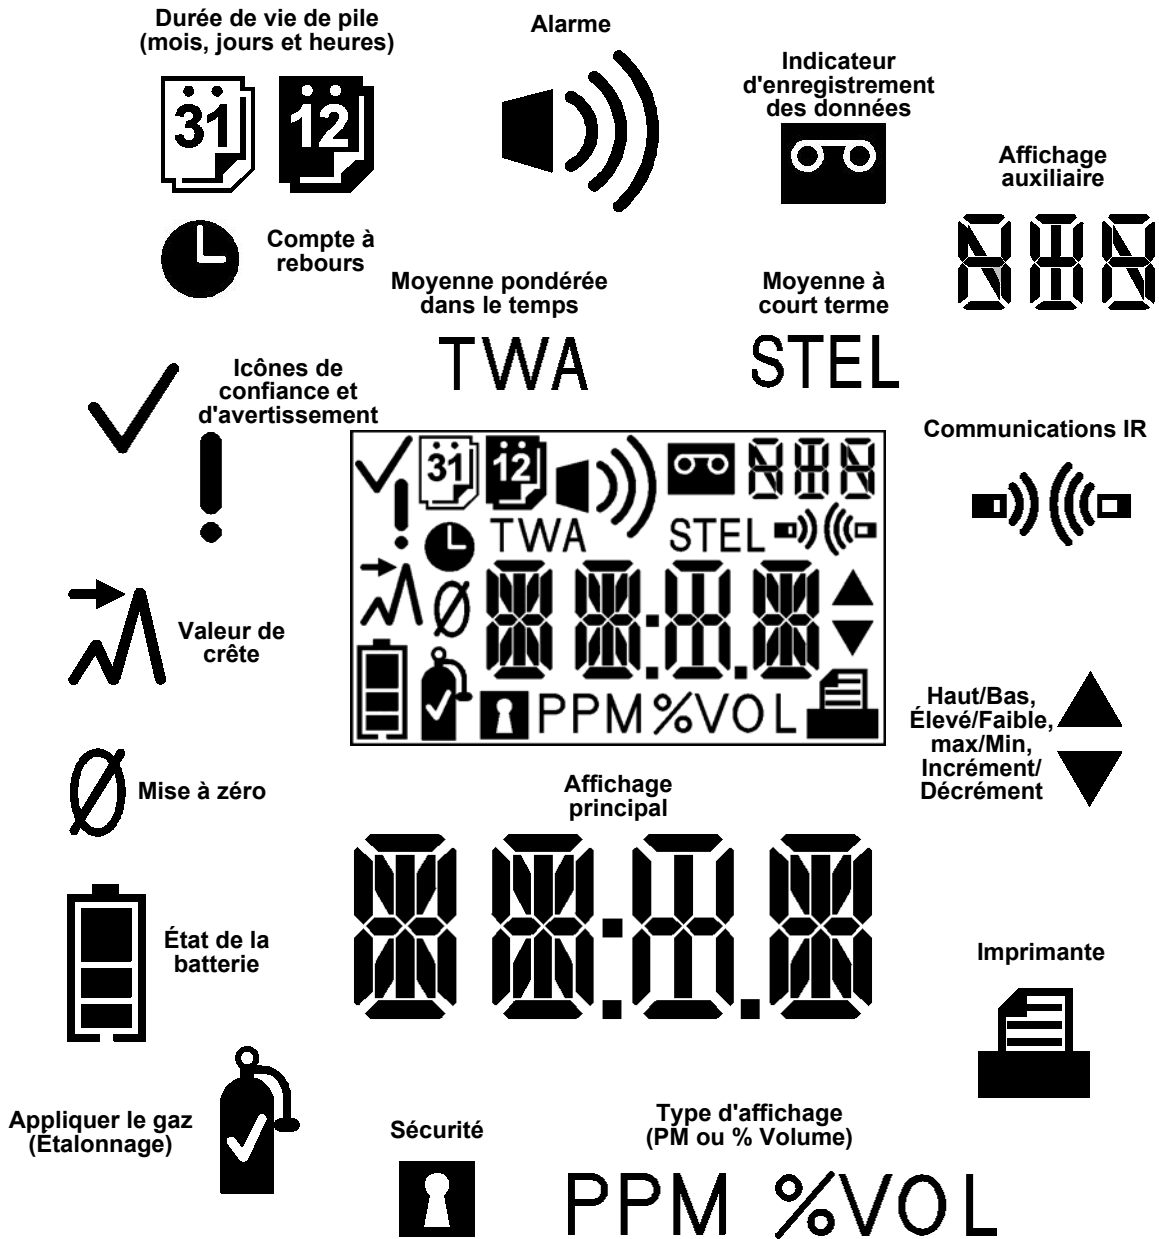 Durée de vie de pile
(mois, jours et heures)
Alarme
Indicateur
d'enregistrement
des données
31
12
Affichage
auxiliaire
Compte à
rebours
Moyenne pondérée
dans le temps
Moyenne à
court terme
TWA
STEL
Icônes de
confiance et
d'avertissement
Communications IR
31
12
TWA
STEL
Valeur de
crête
PPM%VOL
Haut/Bas,
Élevé/Faible,
max/Min,
Incrément/
Décrément
Mise à zéro
Affichage
principal
État de la
batterie
Imprimante
Appliquer le gaz
(Étalonnage)
Sécurité
Type d'affichage
(PM ou % Volume)
PPM %VOL